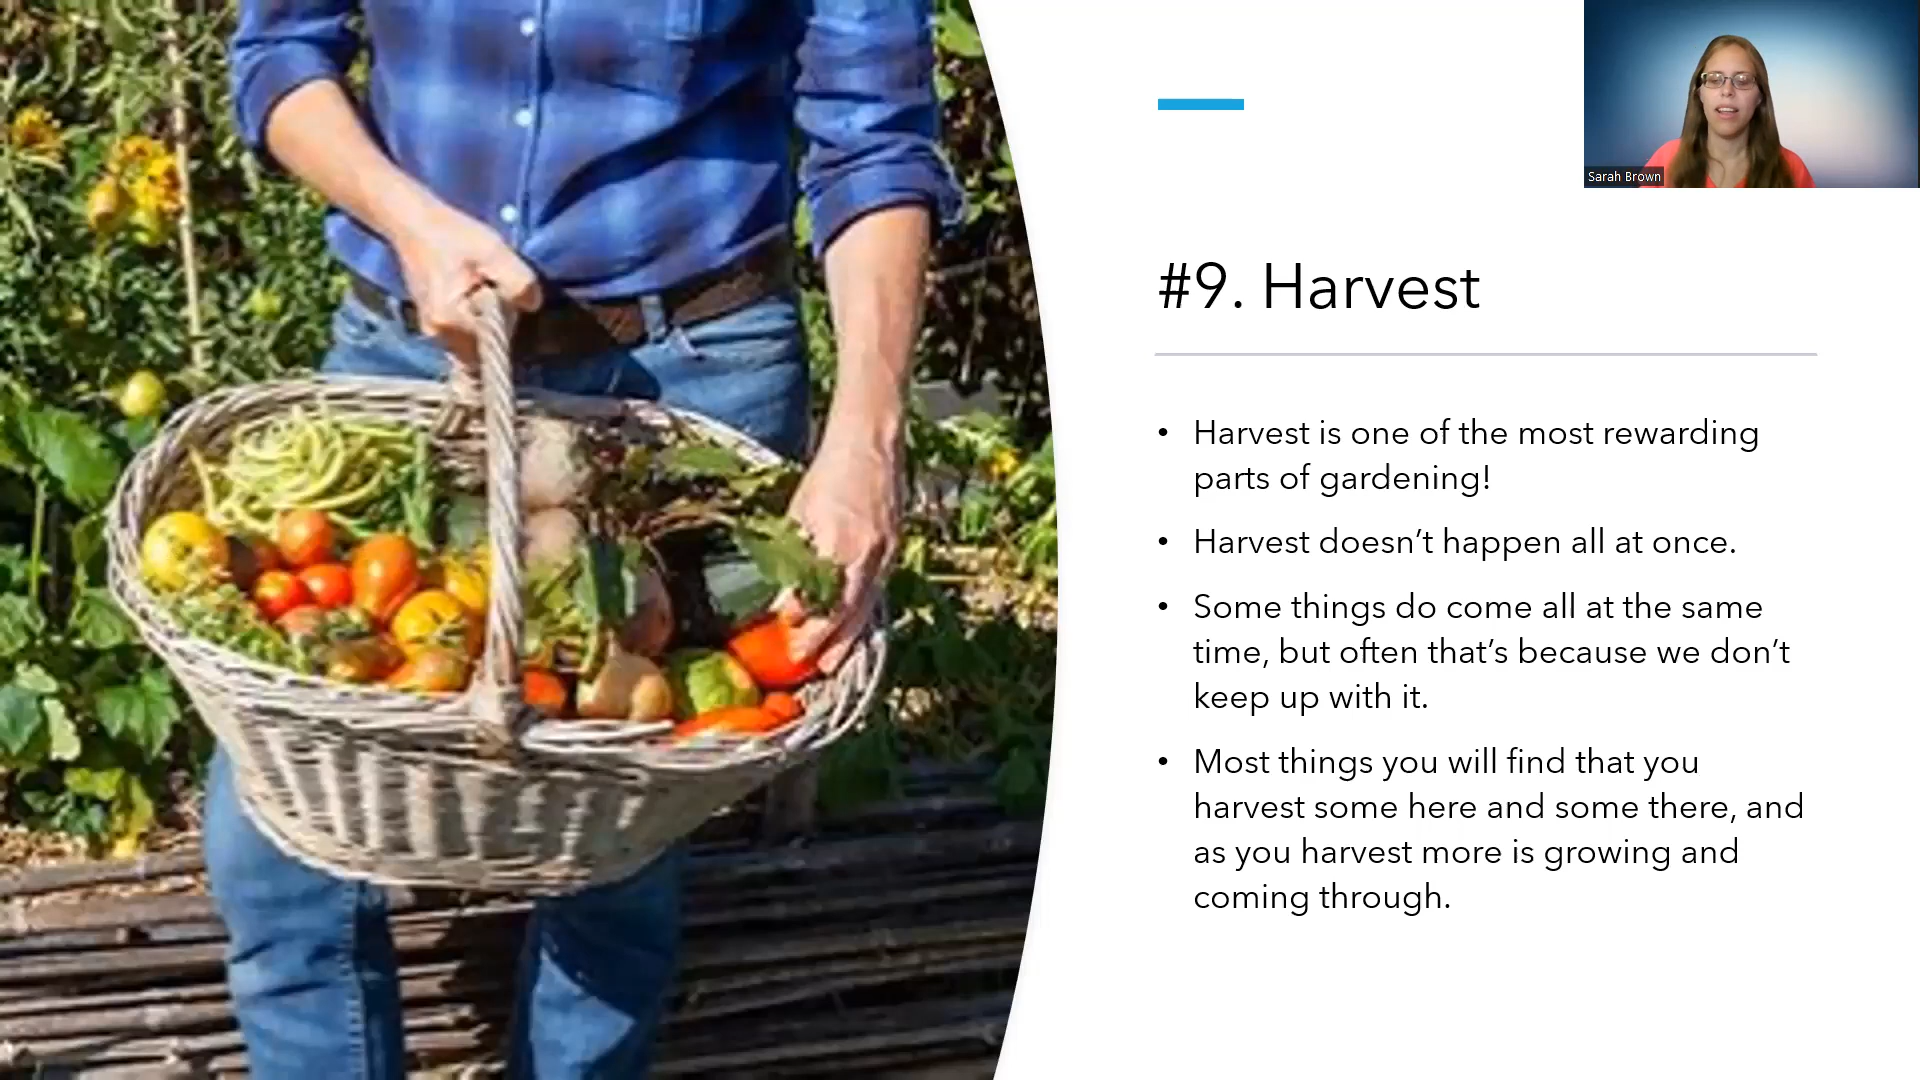 Sarah Brown
#9. Harvest
• Harvest is one of the most rewarding
parts of gardening!
• Harvest doesn’t happen all at once.
• Some things do come all at the same
time, but often that’s because we don’t
keep up with it.
• Most things you will find that you
harvest some here and some there, and
as you harvest more is growing and
coming through.